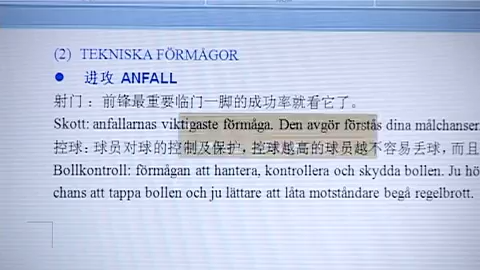 (2) TEKNISKA FÖRMÅGOR
● 进攻 ANFALL
射门：前锋最重要临门一脚的成功率就看它了。
Skott: anfallarnas viktigaste förmåga. Den avgör förstås dina målchanser
控球：球员对球的控制及保护，控球越高的球员越不容易丢球，而且
Bollkontroll: förmågan att hantera, kontrollera och skydda bollen. Ju hö
chans att tappa bollen och ju lättare att låta motståndare begå regelbrott.